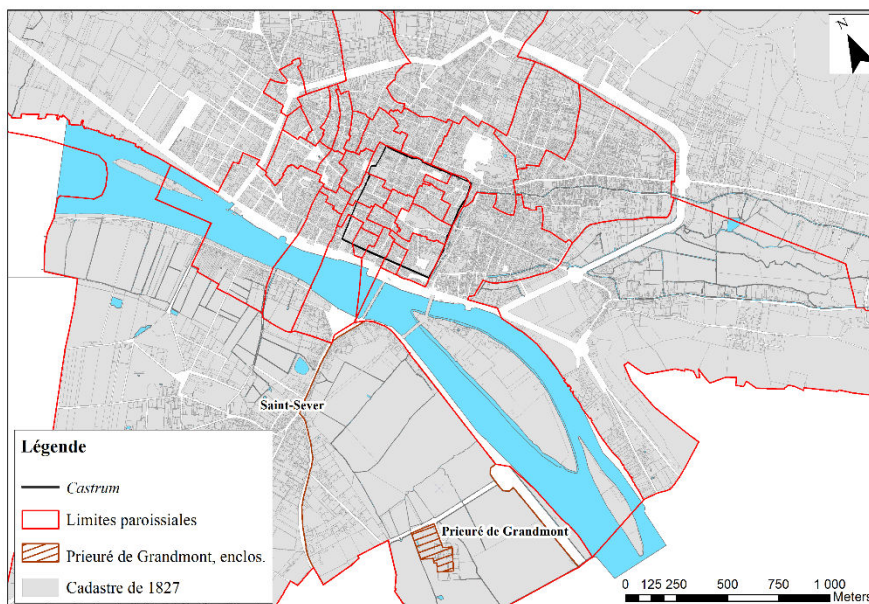 N
Saint-Sever
Prieuré de Grandmont
Légende
Castrum
Limites paroissiales
Prieuré de Grandmont, enclos.
Cadastre de 1827
0 125 250 500 750 1 000
Meters